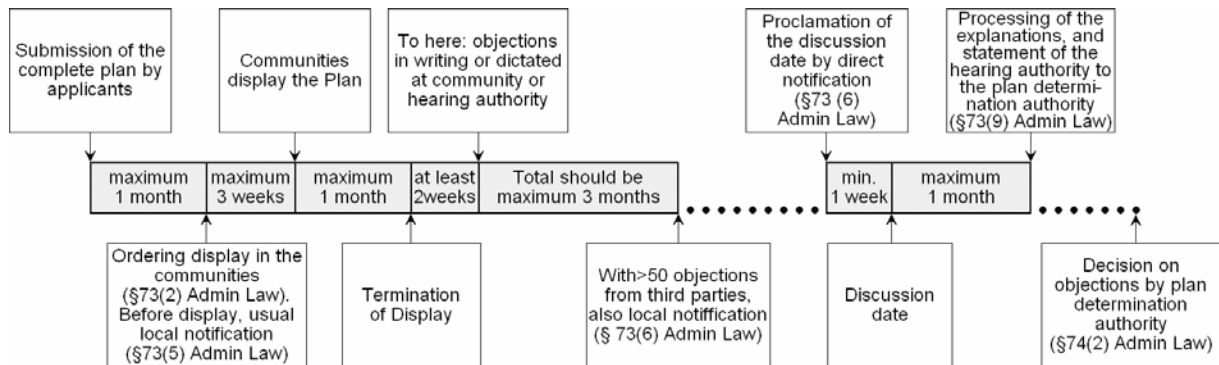 Submission of the
complete plan by
applicants
Communities
display the Plan
To here: objections
in writing or dictated
at community or
hearing authority
Proclamation of
the discussion
date by direct
notification
(§73 (6)
Admin Law)
Processing of the
explanations, and
statement of the
hearing authority to
the plan determi-
nation authority
(§73(9) Admin Law)
maximum
1 month
maximum
3 weeks
maximum
1 month
at least
2weeks
Total should be
maximum 3 months
min.
1 week
maximum
1 month
Ordering display in the
communities
(§73(2) Admin Law).
Before display, usual
local notification
(§73(5) Admin Law)
Termination
of Display
With>50 objections
from third parties,
also local notiffication
(§ 73(6) Admin Law)
Discussion
date
Decision on
objections by plan
determination
authority
(§74(2) Admin Law)